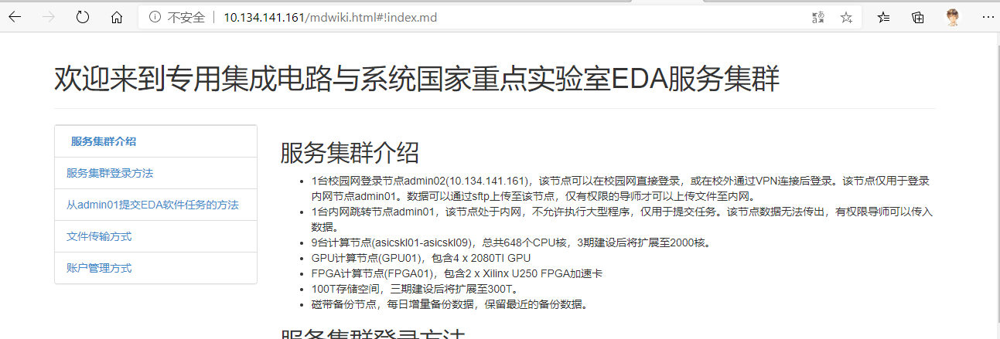 不安全 10.134.141.161/mdwiki.html#!index.md
欢迎来到专用集成电路与系统国家重点实验室EDA服务集群
服务集群介绍
服务集群登录方法
从admin01提交EDA软件任务的方法
文件传输方式
账户管理方式
服务集群介绍
1台校园网登录节点admin02(10.134.141.161)，该节点可以在校园网直接登录，或在校外通过VPN连接后登录。该节点仅用于登录
内网节点admin01。数据可以通过sftp上传至该节点，仅有权限的导师才可以上传文件至内网。
1台内网跳转节点admin01，该节点处于内网，不允许执行大型程序，仅用于提交任务。该节点数据无法传出，有权限导师可以传入
数据。
9台计算节点(asicskl01-asicskl09)，总共648个CPU核，3期建设后将扩展至2000核。
GPU计算节点(GPU01)，包含4 x 2080TI GPU
FPGA计算节点(FPGA01)，包含2 x Xilinx U250 FPGA加速卡
100T存储空间，三期建设后将扩展至300T。
磁带备份节点，每日增量备份数据，保留最近的备份数据。
服务集群登录方法